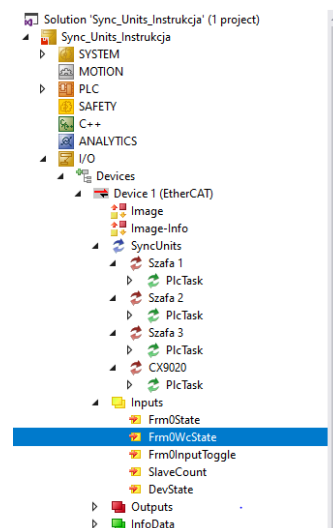 Solution 'Sync_Units_Instrukcja' (1 project)
Sync_Units_Instrukcja
SYSTEM
MOTION
PLC
SAFETY
C++
ANALYTICS
I/O
Devices
Device 1 (EtherCAT)
Image
Image-Info
SyncUnits
Szafa 1
PlcTask
Szafa 2
PlcTask
Szafa 3
PlcTask
CX9020
PlcTask
Inputs
Frm0State
Frm0WcState
Frm0InputToggle
SlaveCount
DevState
Outputs
InfoData